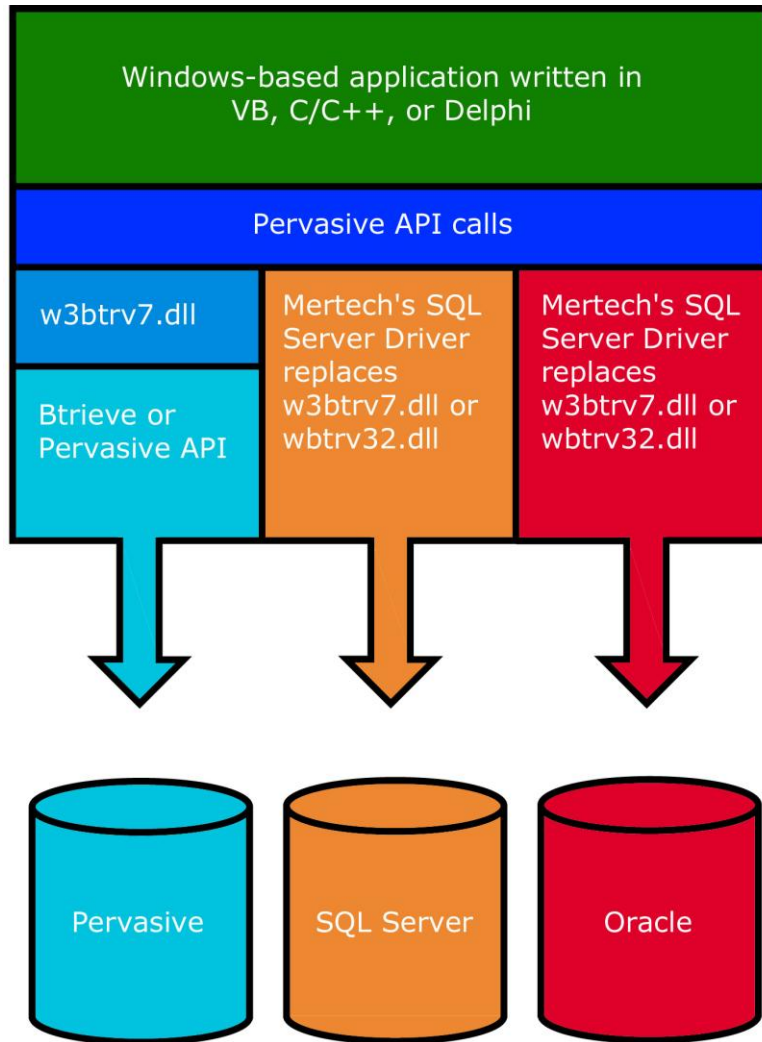 Windows-based application written in
VB, C/C++, or Delphi
Pervasive API calls
w3btrv7.dll
Btrieve or
Pervasive API
Mertech's SQL
Server Driver
replaces
w3btrv7.dll or
wbtrv32.dll
Mertech's SQL
Server Driver
replaces
w3btrv7.dll or
wbtrv32.dll
Pervasive
SQL Server
Oracle